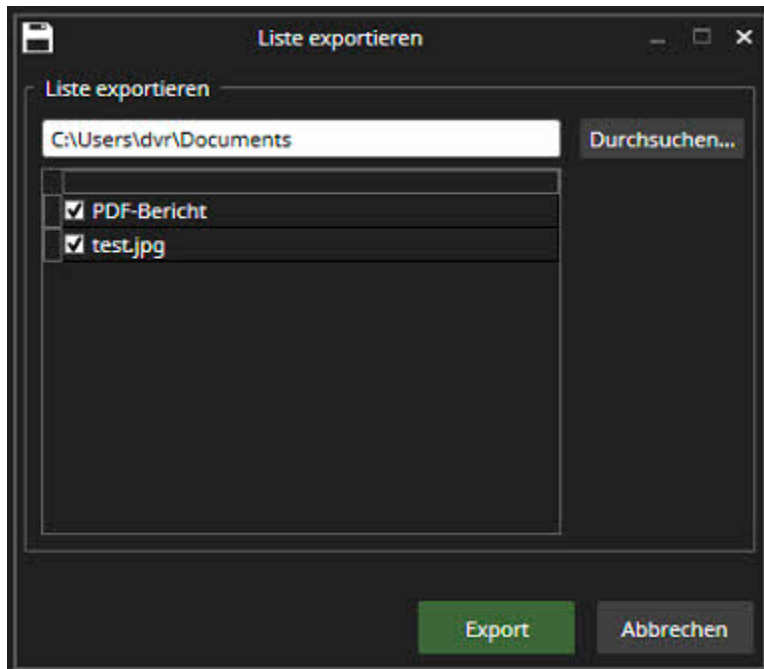 Liste exportieren
Liste exportieren
C:\Users\dvr\Documents
Durchsuchen...
PDF-Bericht
test.jpg
Export
Abbrechen